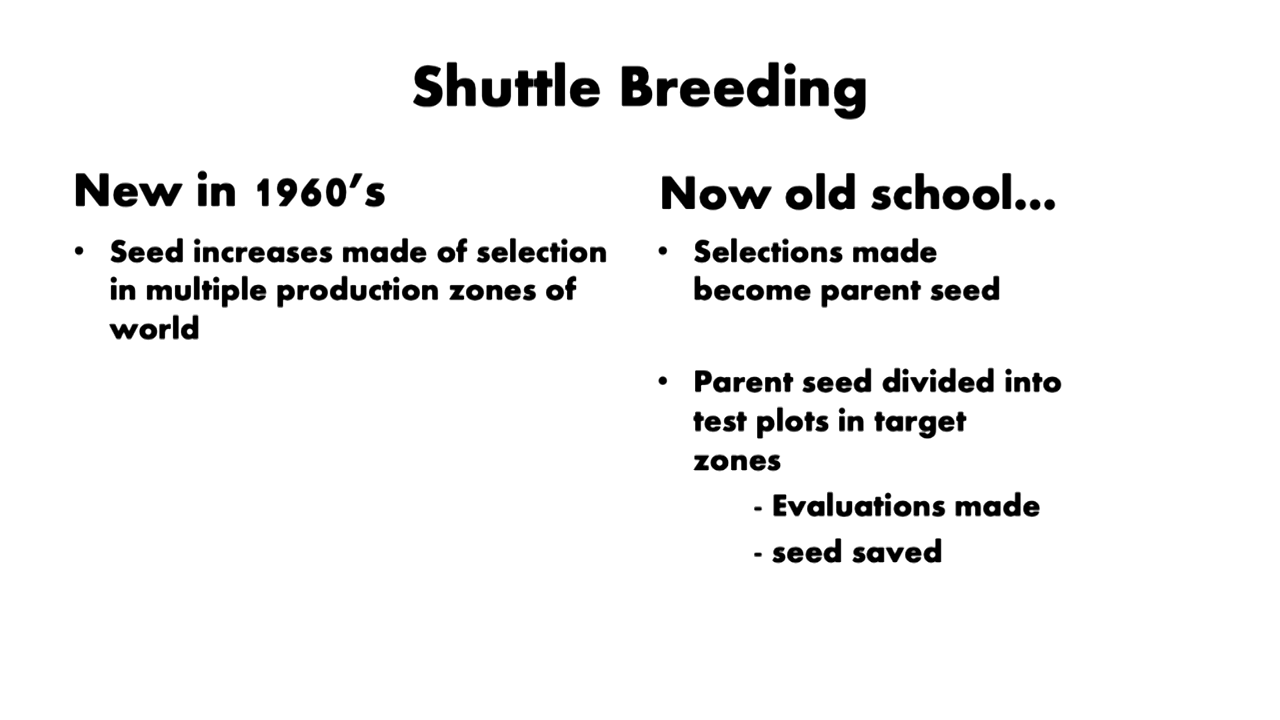 Shuttle Breeding
New in 1960’s
• Seed increases made of selection
in multiple production zones of
world
Now old school...
• Selections made
become parent seed
• Parent seed divided into
test plots in target
zones
- Evaluations made
- seed saved